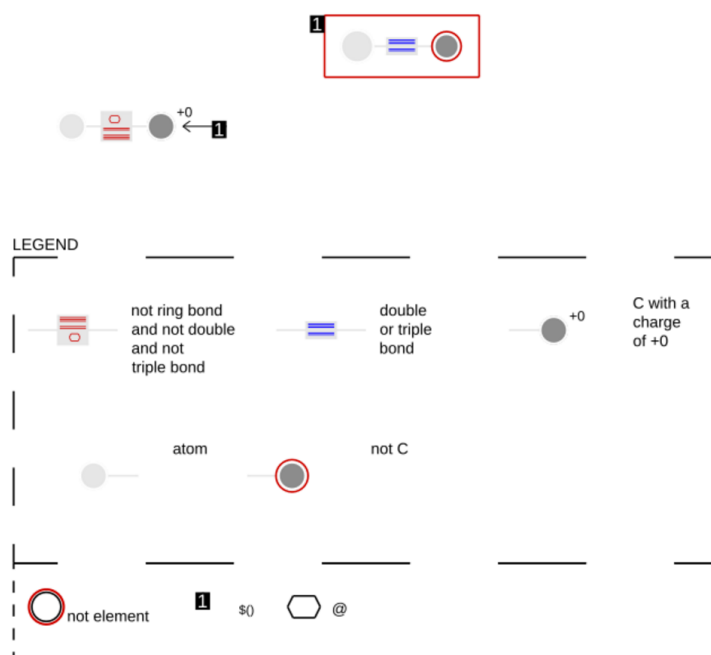 1
+0
1
LEGEND
not ring bond
and not double
and not
triple bond
double
or triple
bond
+0
C with a
charge
of +0
atom
not C
not element
1
$()
@